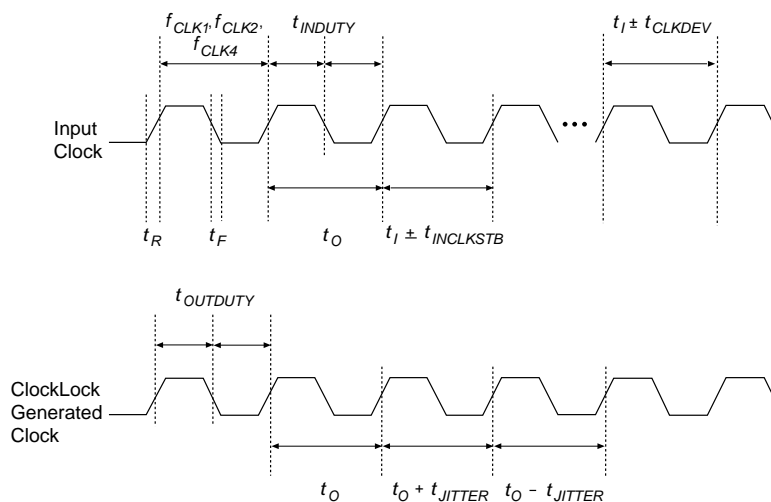 fCLK1, fCLK2,
fCLK4
tINDUTY
tI ± tCLKDEV
Input
Clock
tR
tF
tO
tI ± tINCLKSTB
tOUTDUTY
ClockLock
Generated
Clock
tO
tO + tJITTER
tO − tJITTER